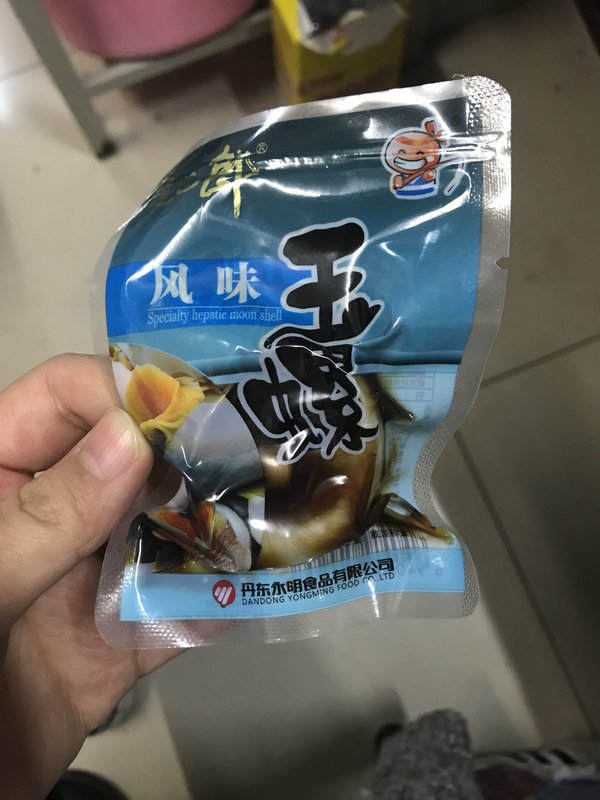 ®
风味
Specialty hepatic moon shell
玉螺
丹东永明食品有限公司
DANDONG YONGMING FOOD CO.,LTD